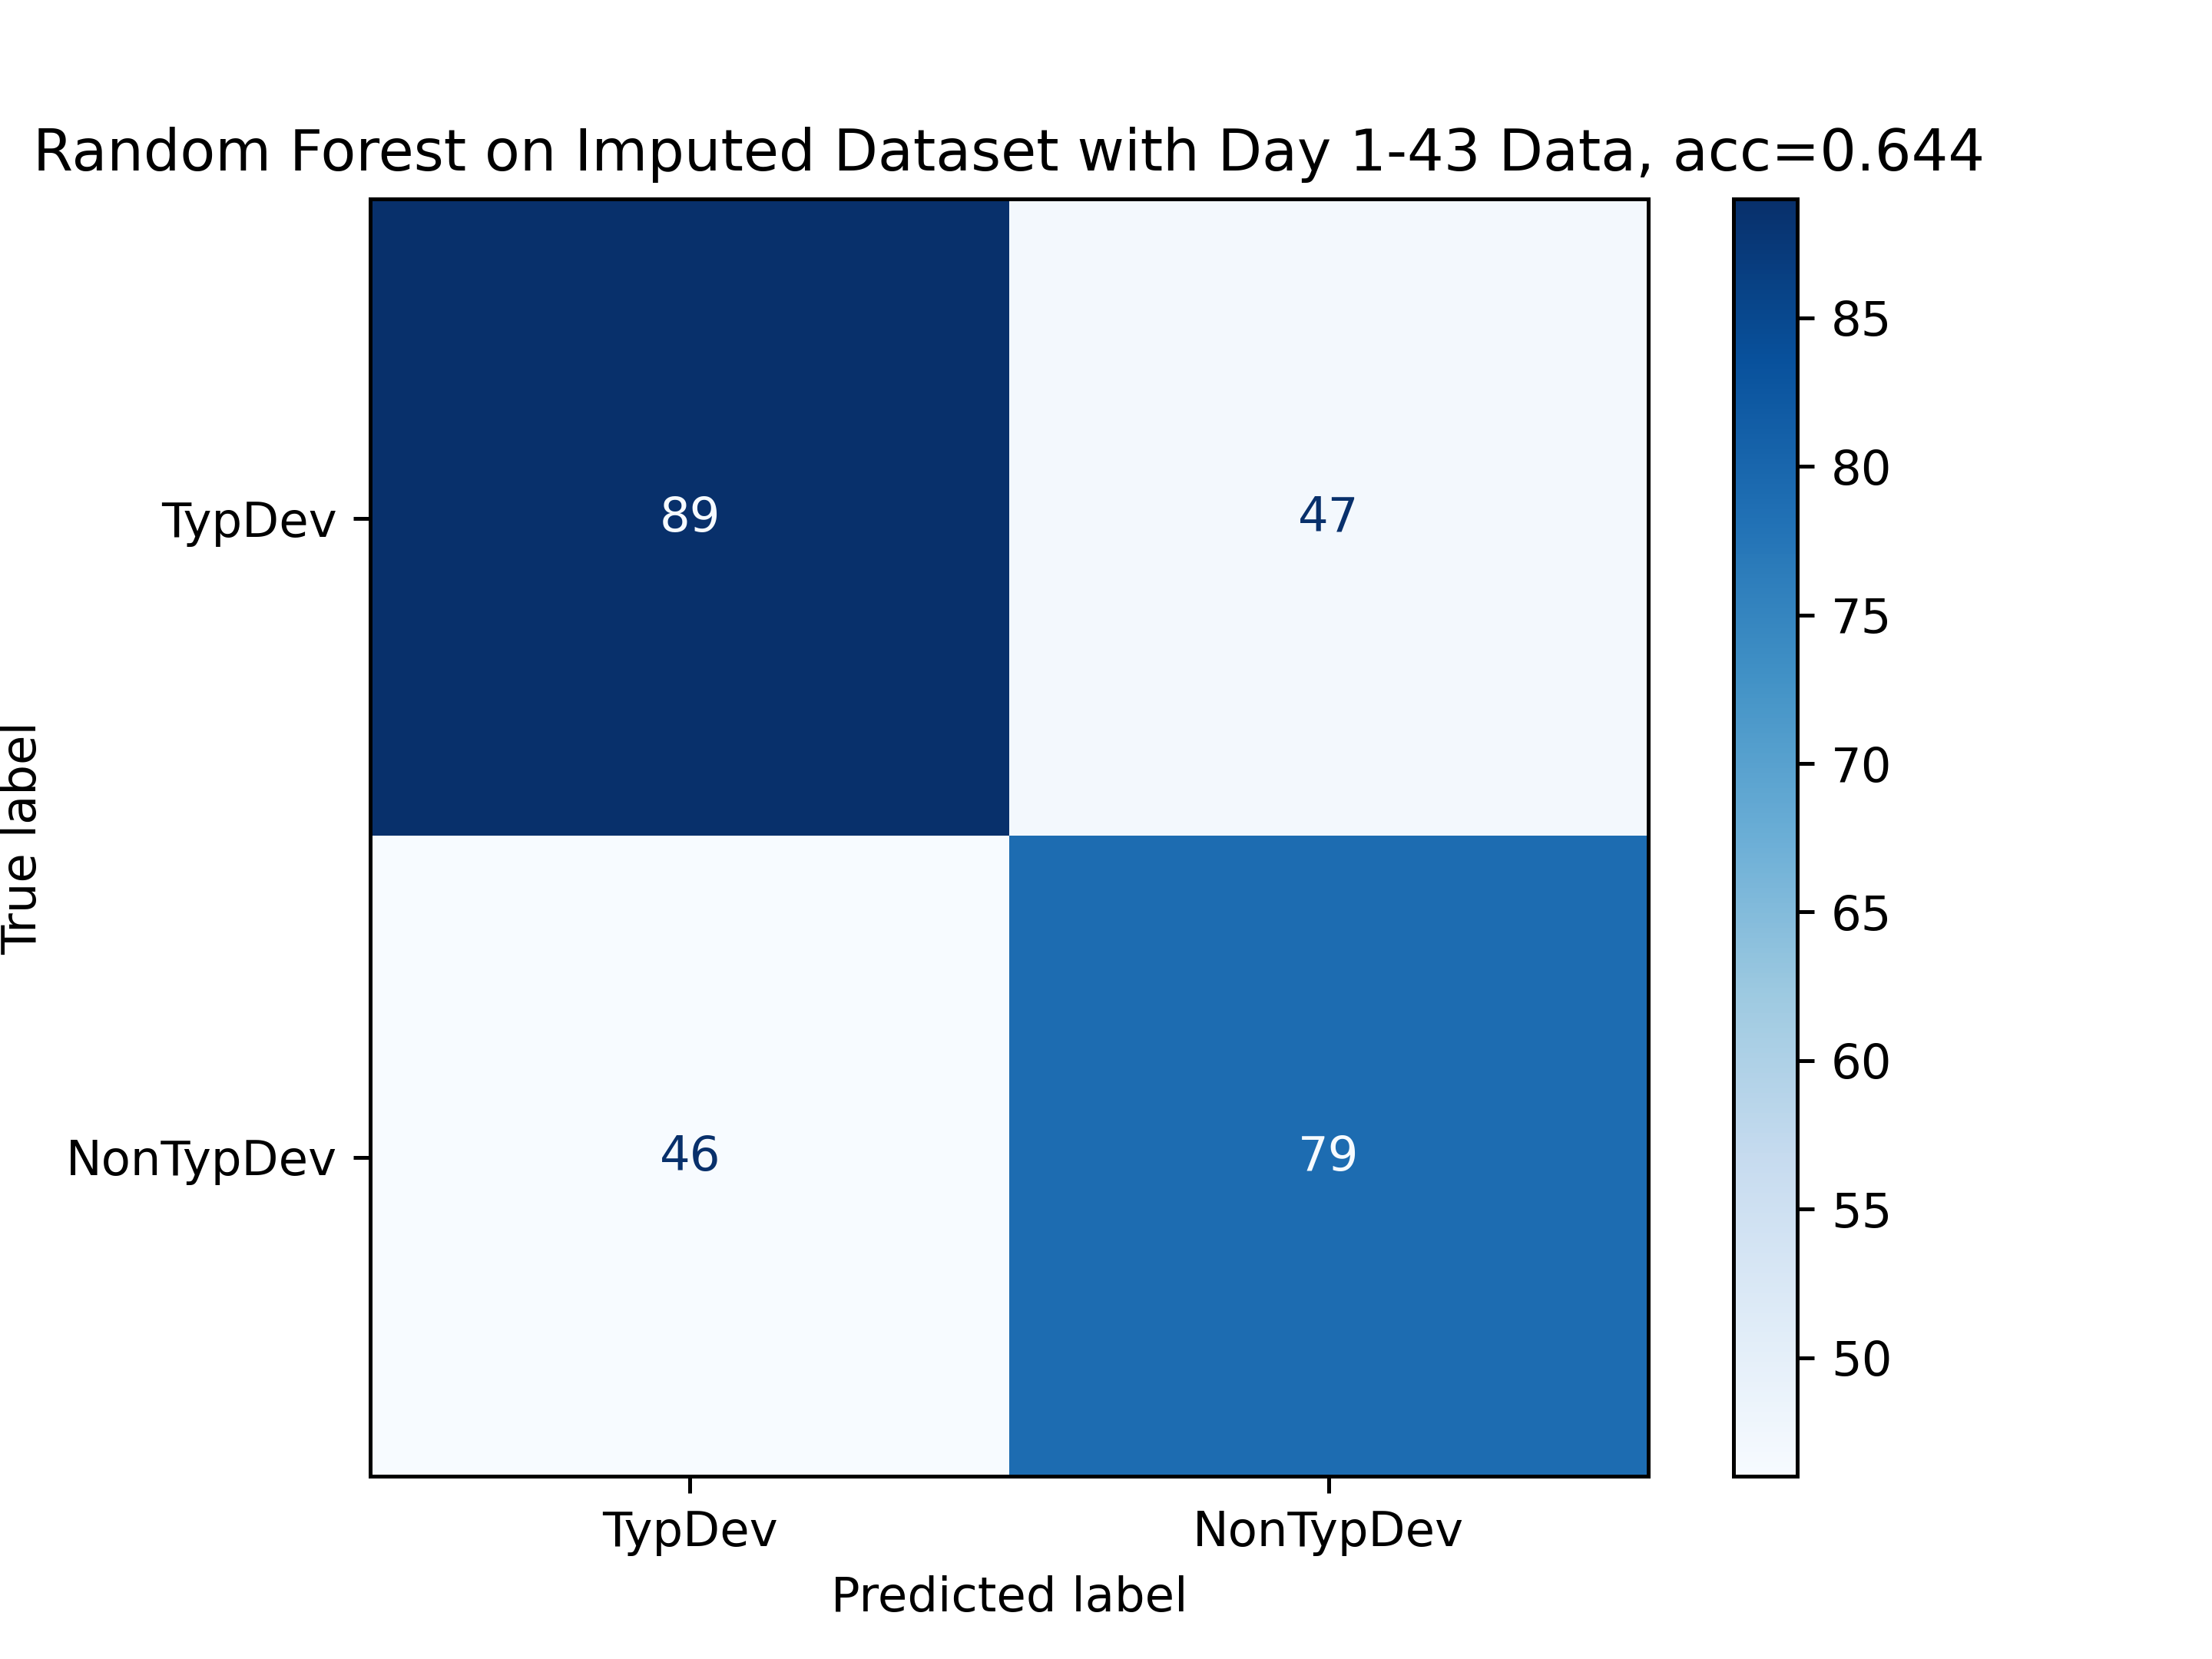 Random Forest on Imputed Dataset with Day 1-43 Data, acc=0.644
True label
TypDev
NonTypDev
89
47
46
79
TypDev
NonTypDev
Predicted label
85
80
75
70
65
60
55
50